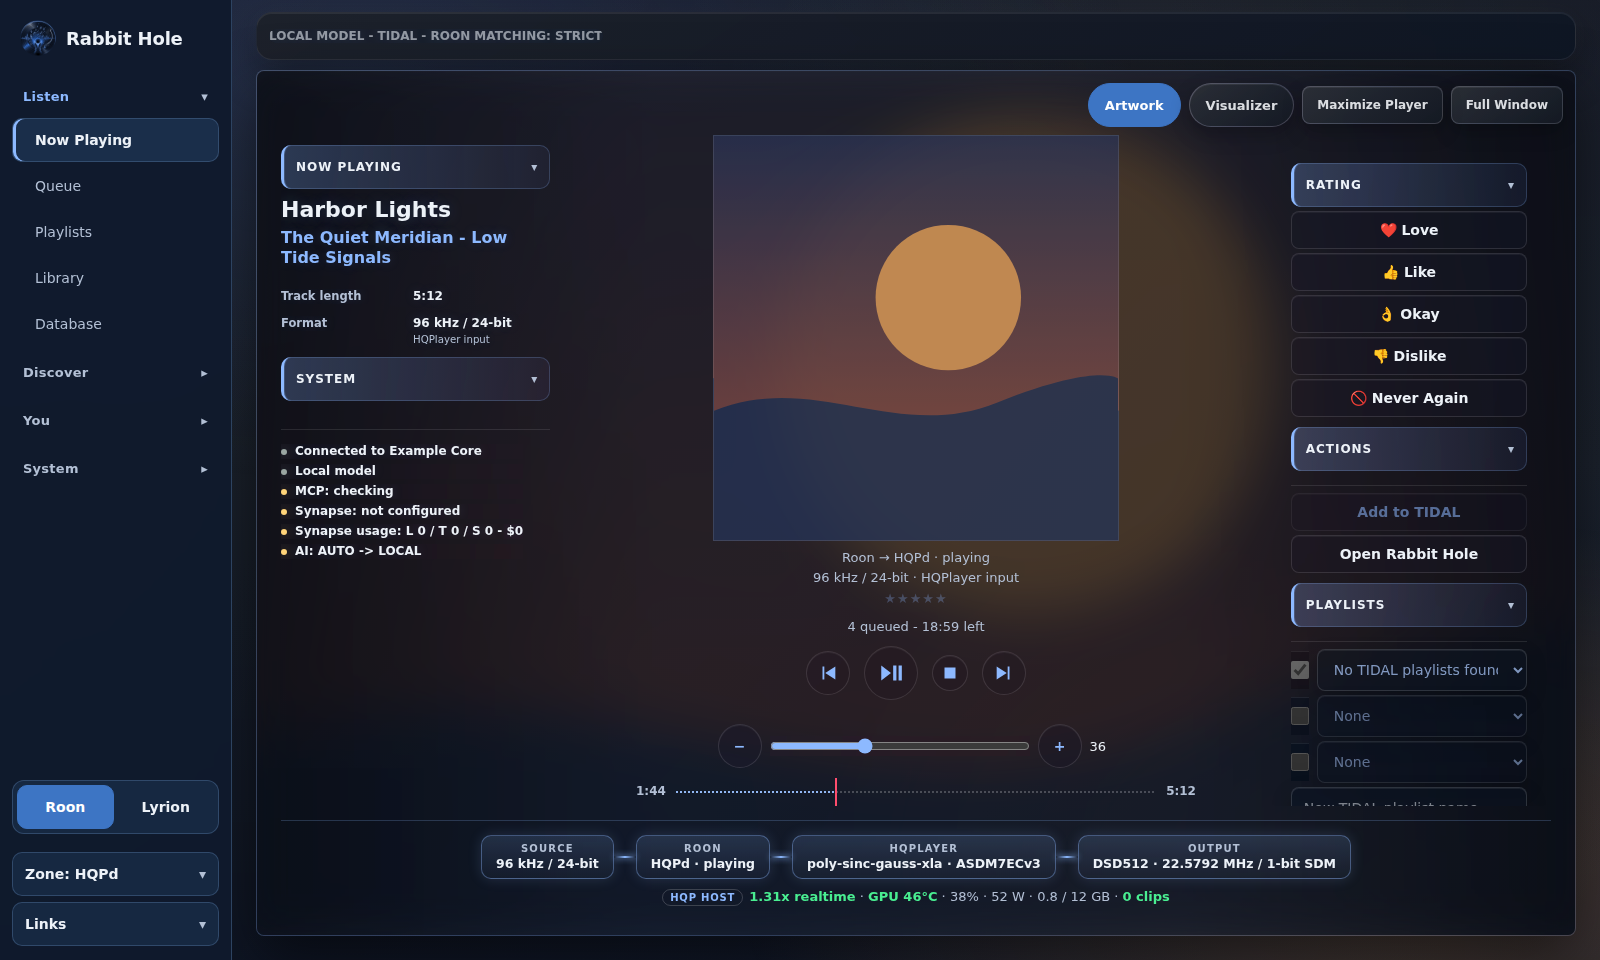 Rabbit Hole
Listen
Now Playing
Queue
Playlists
Library
Database
Discover
You
System
Roon
Lyrion
Zone: HQPd
Links
LOCAL MODEL - TIDAL - ROON MATCHING: STRICT
Artwork
Visualizer
Maximize Player
Full Window
NOW PLAYING
Harbor Lights
The Quiet Meridian - Low
Tide Signals
Track length 5:12
Format 96 kHz / 24-bit
HQPlayer input
SYSTEM
Connected to Example Core
Local model
MCP: checking
Synapse: not configured
Synapse usage: L 0 / T 0 / S 0 - $0
AI: AUTO -> LOCAL
Roon → HQPd · playing
96 kHz / 24-bit · HQPlayer input
★★★★★
4 queued - 18:59 left
− + 36
1:44 5:12
RATING
❤️ Love
👍 Like
👌 Okay
👎 Dislike
🚫 Never Again
ACTIONS
Add to TIDAL
Open Rabbit Hole
PLAYLISTS
No TIDAL playlists foun
None
None
New TIDAL playlist name
SOURCE
96 kHz / 24-bit
ROON
HQPd · playing
HQPLAYER
poly-sinc-gauss-xla · ASDM7ECv3
OUTPUT
DSD512 · 22.5792 MHz / 1-bit SDM
HQP HOST 1.31x realtime · GPU 46°C · 38% · 52 W · 0.8 / 12 GB · 0 clips